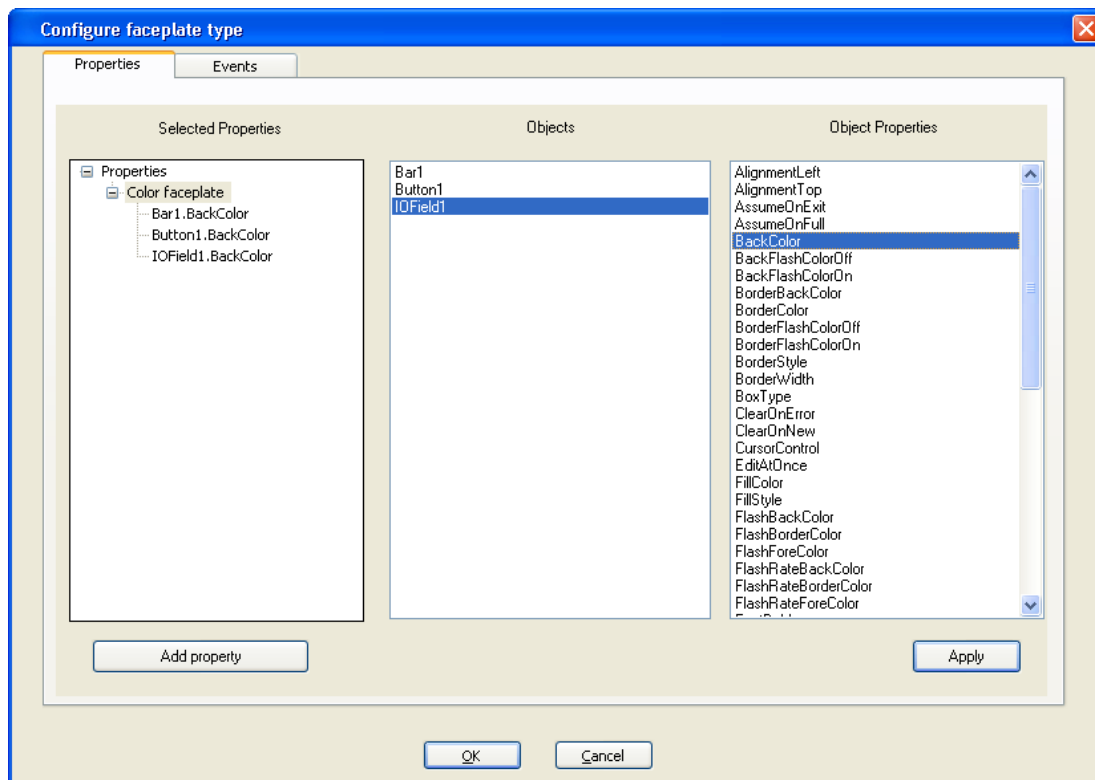 Configure faceplate type
Properties
Events
Selected Properties
Objects
Object Properties
Properties
Color faceplate
Bar1.BackColor
Button1.BackColor
IOField1.BackColor
Bar1
Button1
IOField1
AlignmentLeft
AlignmentTop
AssumeOnExit
AssumeOnFull
BackColor
BackFlashColorOff
BackFlashColorOn
BorderBackColor
BorderColor
BorderFlashColorOff
BorderFlashColorOn
BorderStyle
BorderWidth
BoxType
ClearOnError
ClearOnNew
CursorControl
EditAtOnce
FillColor
FillStyle
FlashBackColor
FlashBorderColor
FlashForeColor
FlashRateBackColor
FlashRateBorderColor
FlashRateForeColor
Add property
Apply
OK
Cancel